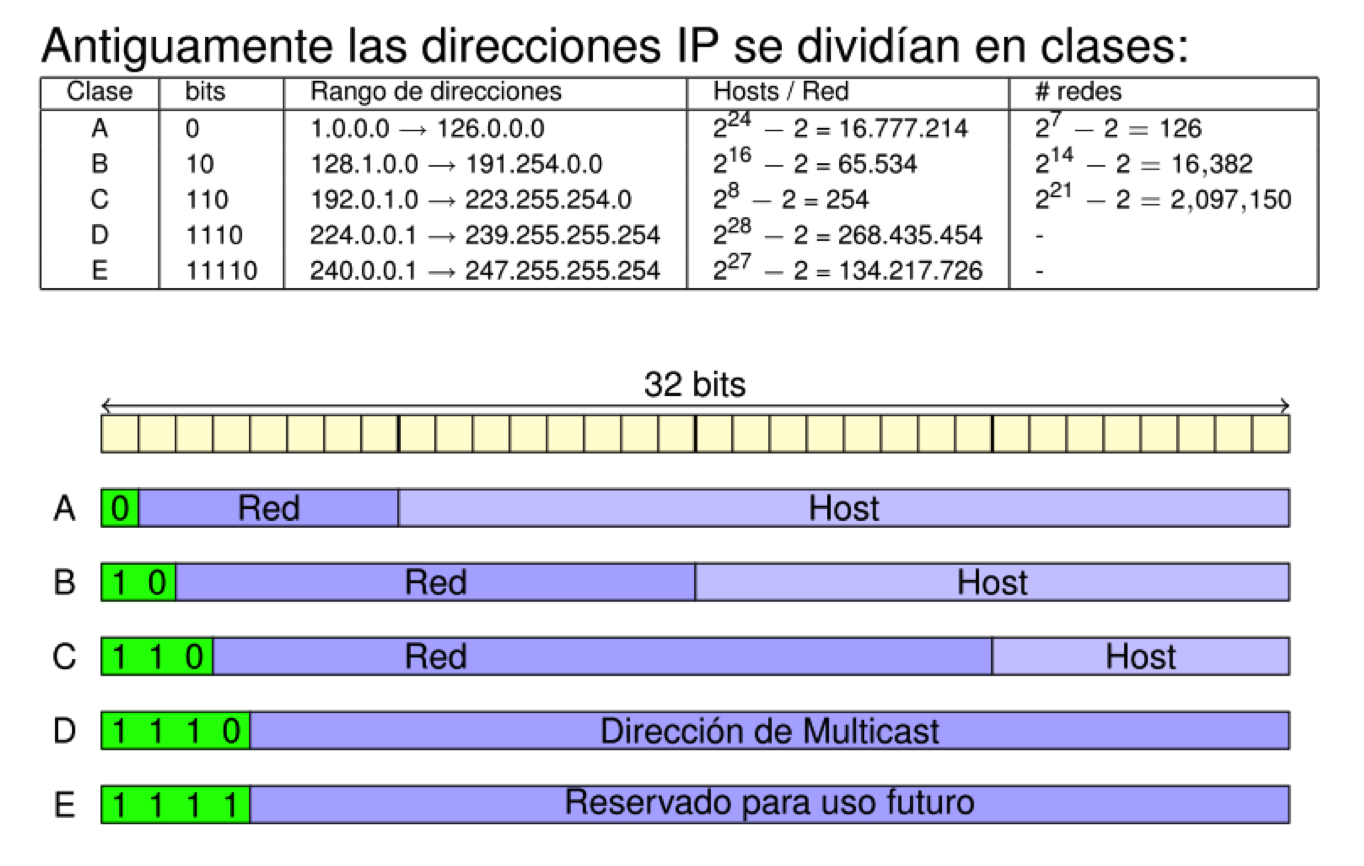 Antiguamente las direcciones IP se dividían en clases:
Clase bits Rango de direcciones Hosts / Red # redes
A 0 1.0.0.0 → 126.0.0.0 2^24 − 2 = 16.777.214 2^7 − 2 = 126
B 10 128.1.0.0 → 191.254.0.0 2^16 − 2 = 65.534 2^14 − 2 = 16,382
C 110 192.0.1.0 → 223.255.254.0 2^8 − 2 = 254 2^21 − 2 = 2,097,150
D 1110 224.0.0.1 → 239.255.255.254 2^28 − 2 = 268.435.454 -
E 11110 240.0.0.1 → 247.255.255.254 2^27 − 2 = 134.217.726 -
32 bits
A 0 Red Host
B 1 0 Red Host
C 1 1 0 Red Host
D 1 1 1 0 Dirección de Multicast
E 1 1 1 1 Reservado para uso futuro